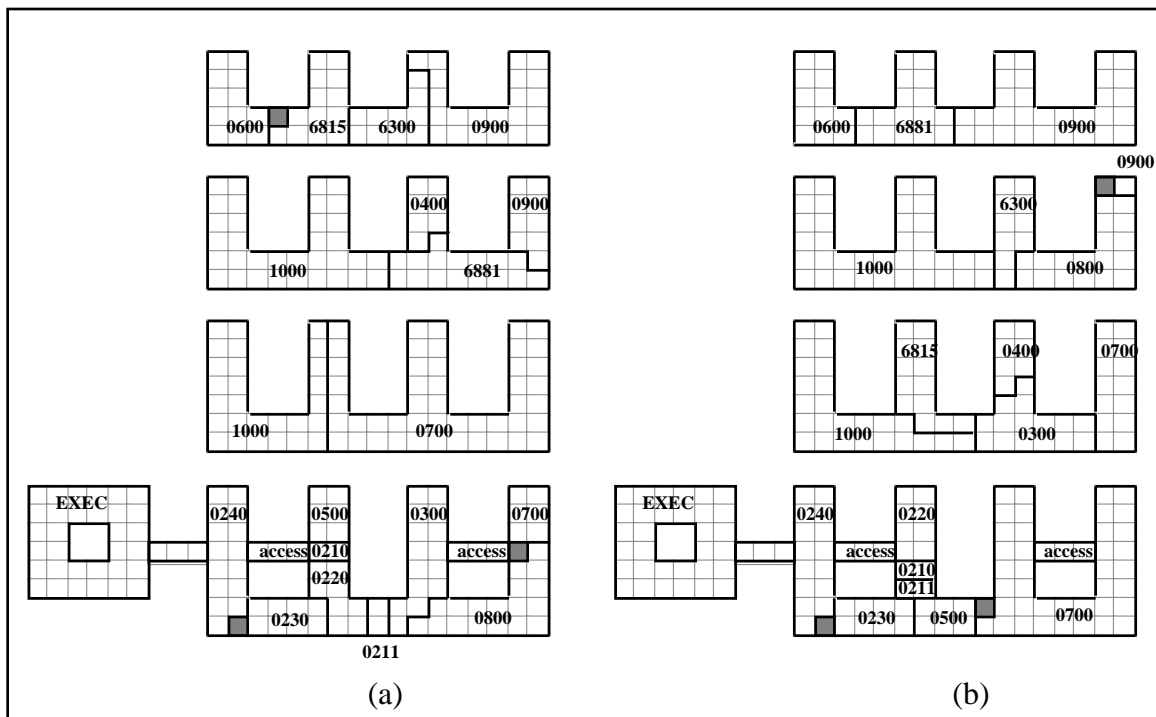 0600 6815 6300 0900
0600 6881 0900
0900
0400 0900
6300
1000 6881
1000 0800
6815 0400 0700
1000 0700
1000 0300
EXEC 0240 0500 0300 0700
EXEC 0240 0220
access 0210 access
access access
0220
0210
0211
0230 0800
0230 0500 0700
0211
(a) (b)